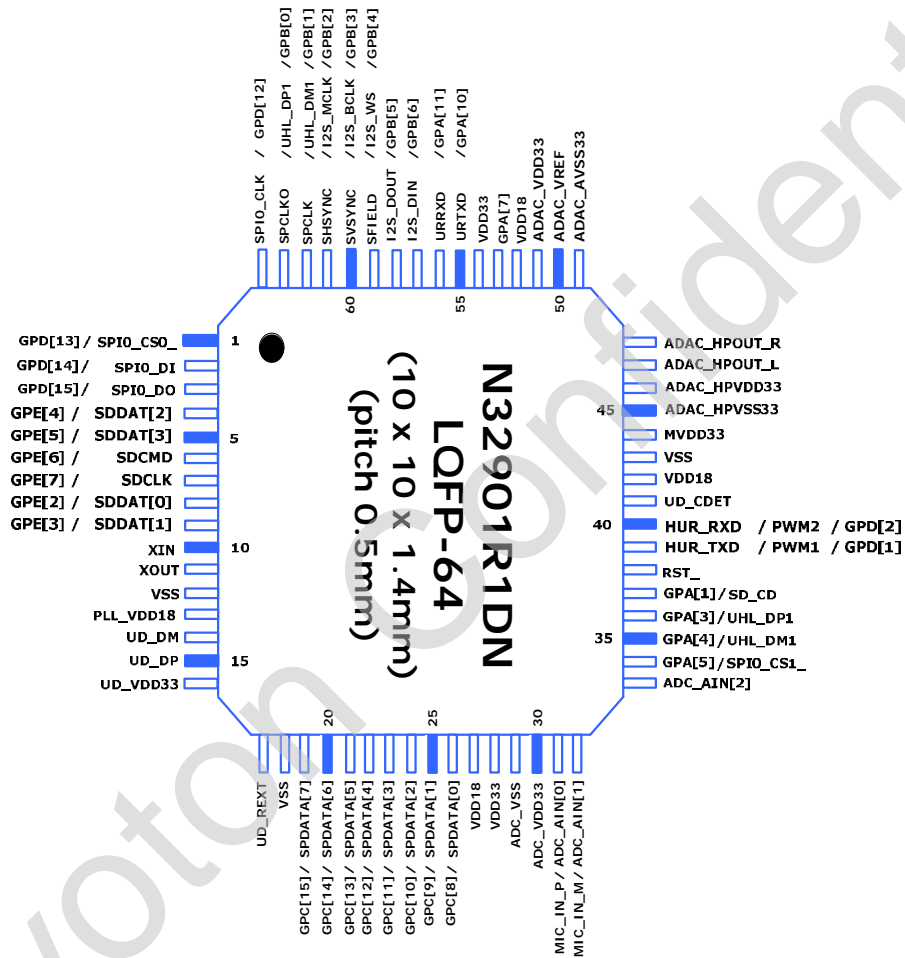 SPI0_CLK / GPD[12]
SPCLKO /UHL_DP1 /GPB[0]
SPCLK /UHL_DM1 /GPB[1]
SHSYNC /I2S_MCLK /GPB[2]
SVSYNC /I2S_BCLK /GPB[3]
SFIELD /I2S_WS /GPB[4]
I2S_DOUT /GPB[5]
I2S_DIN /GPB[6]
URRXD /GPA[11]
URTXD /GPA[10]
VDD33
GPA[7]
VDD18
ADAC_VDD33
ADAC_VREF
ADAC_AVSS33
60
55
50
GPD[13]/ SPI0_CS0_ 1
GPD[14]/ SPI0_DI
GPD[15]/ SPI0_DO
GPE[4] / SDDAT[2]
GPE[5] / SDDAT[3] 5
GPE[6] / SDCMD
GPE[7] / SDCLK
GPE[2] / SDDAT[0]
GPE[3] / SDDAT[1]
XIN 10
XOUT
VSS
PLL_VDD18
UD_DM
UD_DP 15
UD_VDD33
N32901R1DN
LQFP-64
(10 x 10 x 1.4mm)
(pitch 0.5mm)
ADAC_HPOUT_R
ADAC_HPOUT_L
ADAC_HPVDD33
45 ADAC_HPVSS33
MVDD33
VSS
VDD18
UD_CDET
40 HUR_RXD / PWM2 / GPD[2]
HUR_TXD / PWM1 / GPD[1]
RST_
GPA[1]/SD_CD
GPA[3]/UHL_DP1
35 GPA[4]/UHL_DM1
GPA[5]/SPI0_CS1_
ADC_AIN[2]
20
25
30
UD_REXT
VSS
GPC[15]/ SPDATA[7]
GPC[14]/ SPDATA[6]
GPC[13]/ SPDATA[5]
GPC[12]/ SPDATA[4]
GPC[11]/ SPDATA[3]
GPC[10]/ SPDATA[2]
GPC[9]/ SPDATA[1]
GPC[8]/ SPDATA[0]
VDD18
VDD33
ADC_VSS
ADC_VDD33
MIC_IN_P/ ADC_AIN[0]
MIC_IN_M/ ADC_AIN[1]
voton Confident